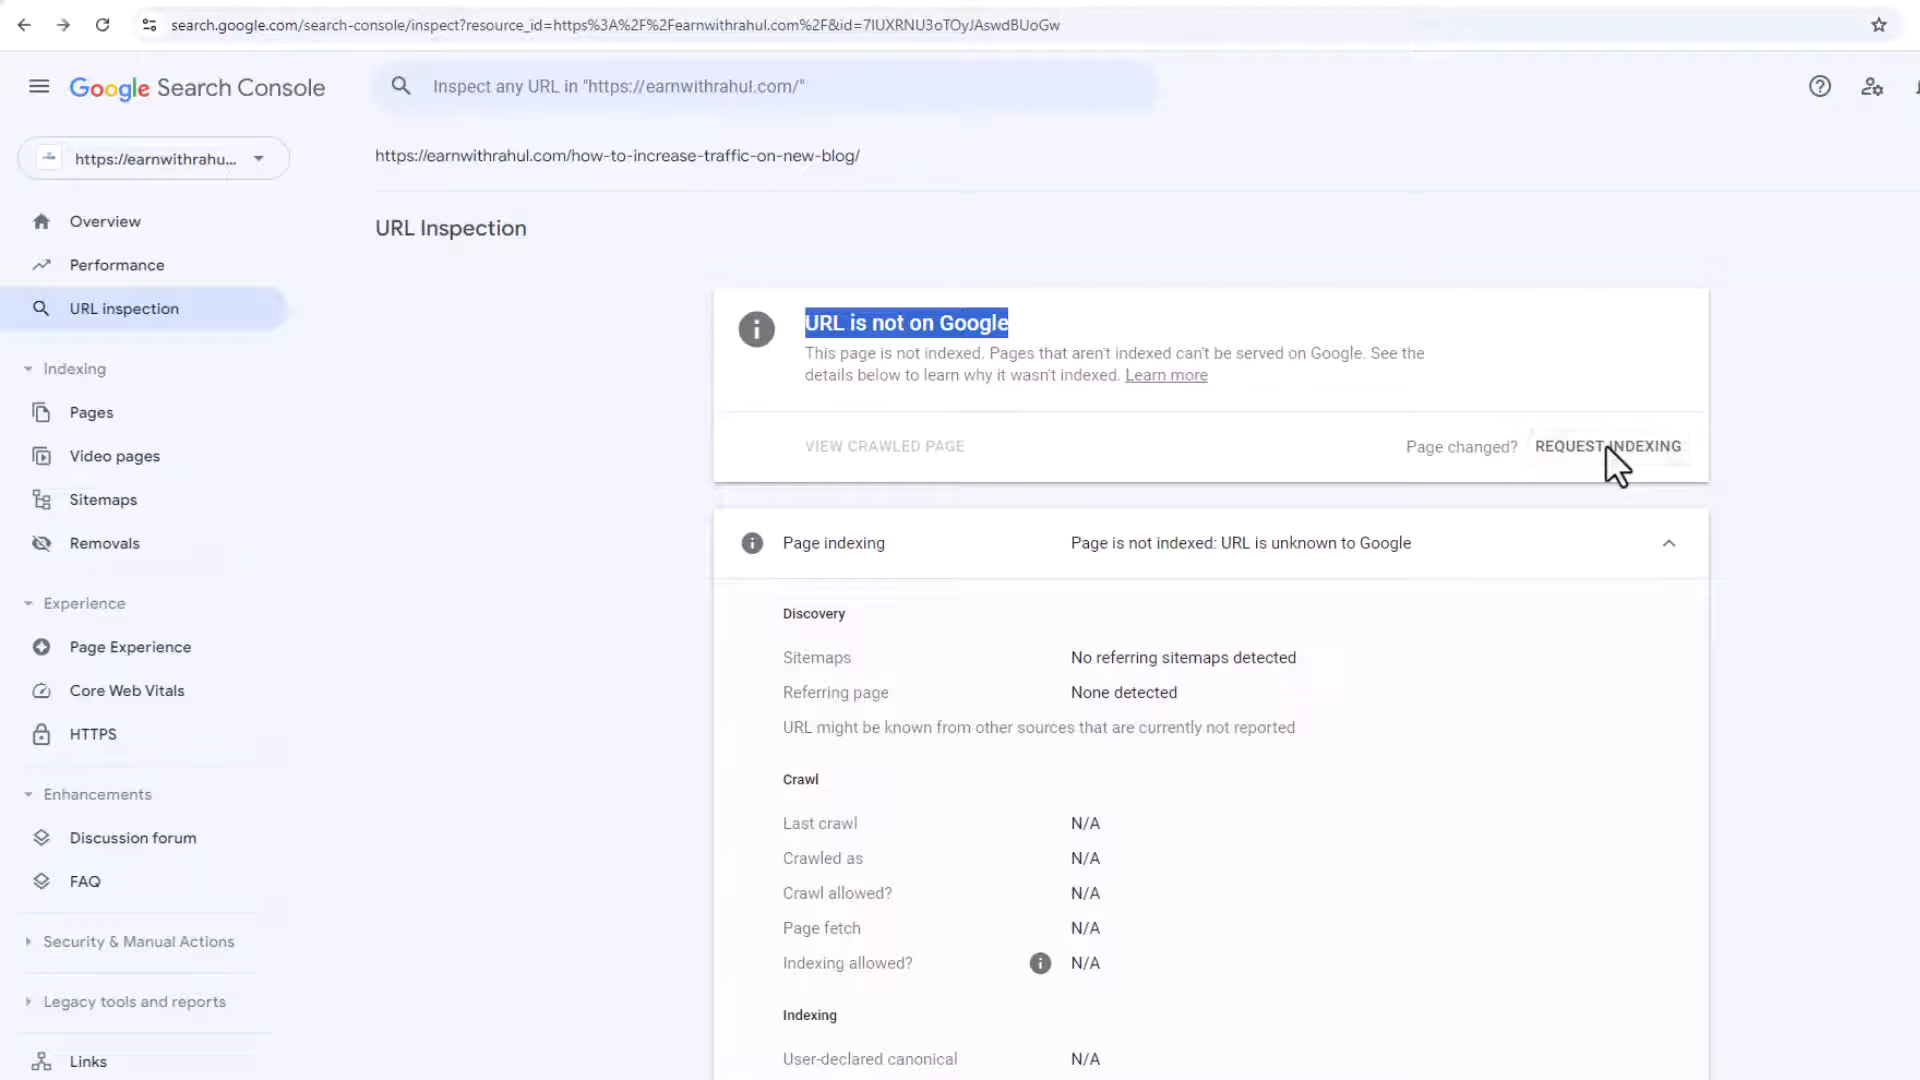 search.google.com/search-console/inspect?resource_id=https%3A%2F%2Fearnwithrahul.com%2F&id=7IUXRNU3oTOyJAswdBUoGw
Google Search Console
Inspect any URL in "https://earnwithrahul.com/"
https://earnwithrahu...
https://earnwithrahul.com/how-to-increase-traffic-on-new-blog/
Overview
Performance
URL inspection
Indexing
Pages
Video pages
Sitemaps
Removals
Experience
Page Experience
Core Web Vitals
HTTPS
Enhancements
Discussion forum
FAQ
Security & Manual Actions
Legacy tools and reports
Links
URL Inspection
URL is not on Google
This page is not indexed. Pages that aren't indexed can't be served on Google. See the
details below to learn why it wasn't indexed. Learn more
VIEW CRAWLED PAGE
Page changed? REQUEST INDEXING
Page indexing
Page is not indexed: URL is unknown to Google
Discovery
Sitemaps No referring sitemaps detected
Referring page None detected
URL might be known from other sources that are currently not reported
Crawl
Last crawl N/A
Crawled as N/A
Crawl allowed? N/A
Page fetch N/A
Indexing allowed? N/A
Indexing
User-declared canonical N/A